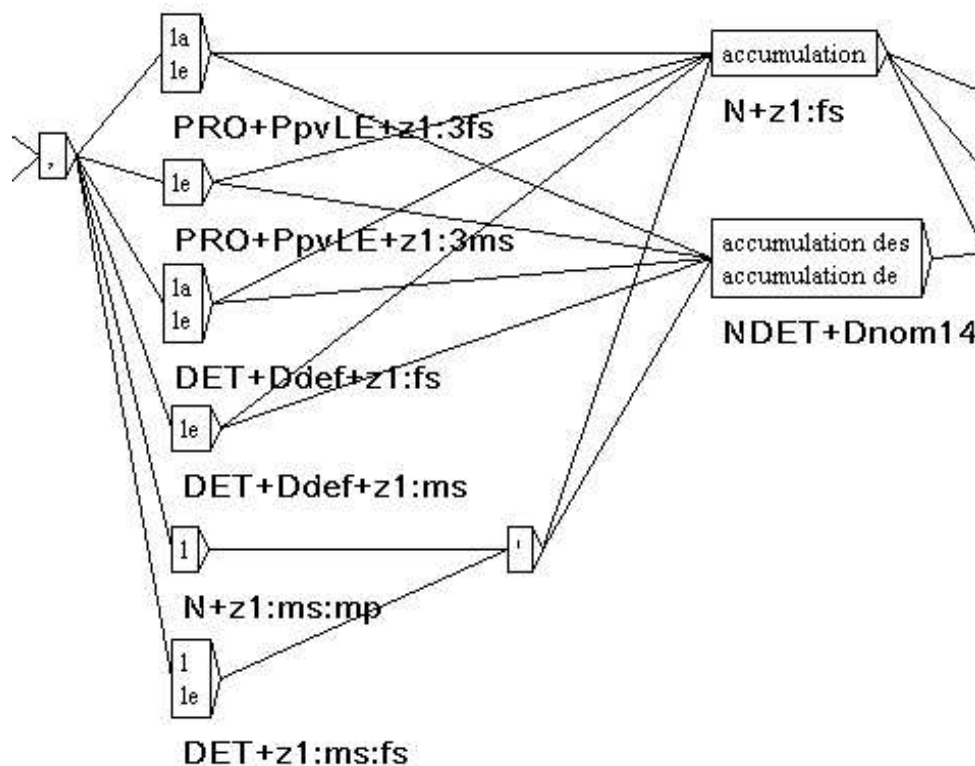 la
le
PRO+PpvLE+z1:3fs
,
le
PRO+PpvLE+z1:3ms
la
le
DET+Ddef+z1:fs
le
DET+Ddef+z1:ms
l
N+z1:ms:mp
l
le
DET+z1:ms:fs
'
accumulation
N+z1:fs
accumulation des
accumulation de
NDET+Dnom14